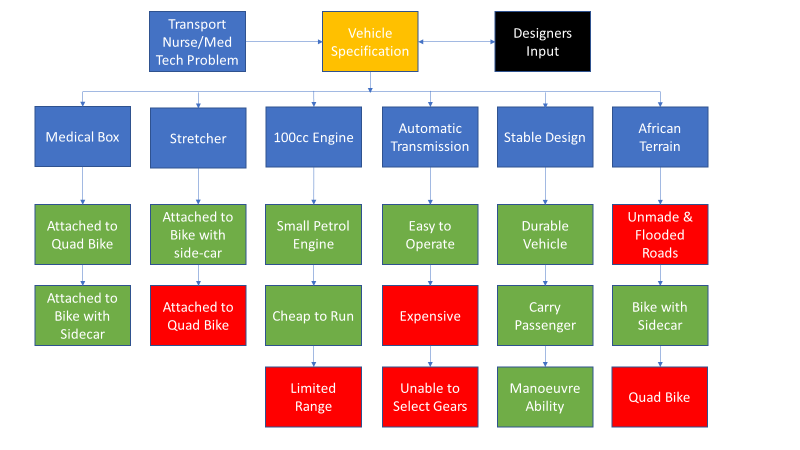 Transport
Nurse/Med
Tech Problem
Vehicle
Specification
Designers
Input
Medical Box
Stretcher
100cc Engine
Automatic
Transmission
Stable Design
African
Terrain
Attached to
Quad Bike
Attached to
Bike with
side-car
Small Petrol
Engine
Easy to
Operate
Durable
Vehicle
Unmade &
Flooded
Roads
Attached to
Bike with
Sidecar
Attached to
Quad Bike
Cheap to Run
Expensive
Carry
Passenger
Bike with
Sidecar
Limited
Range
Unable to
Select Gears
Manoeuvre
Ability
Quad Bike